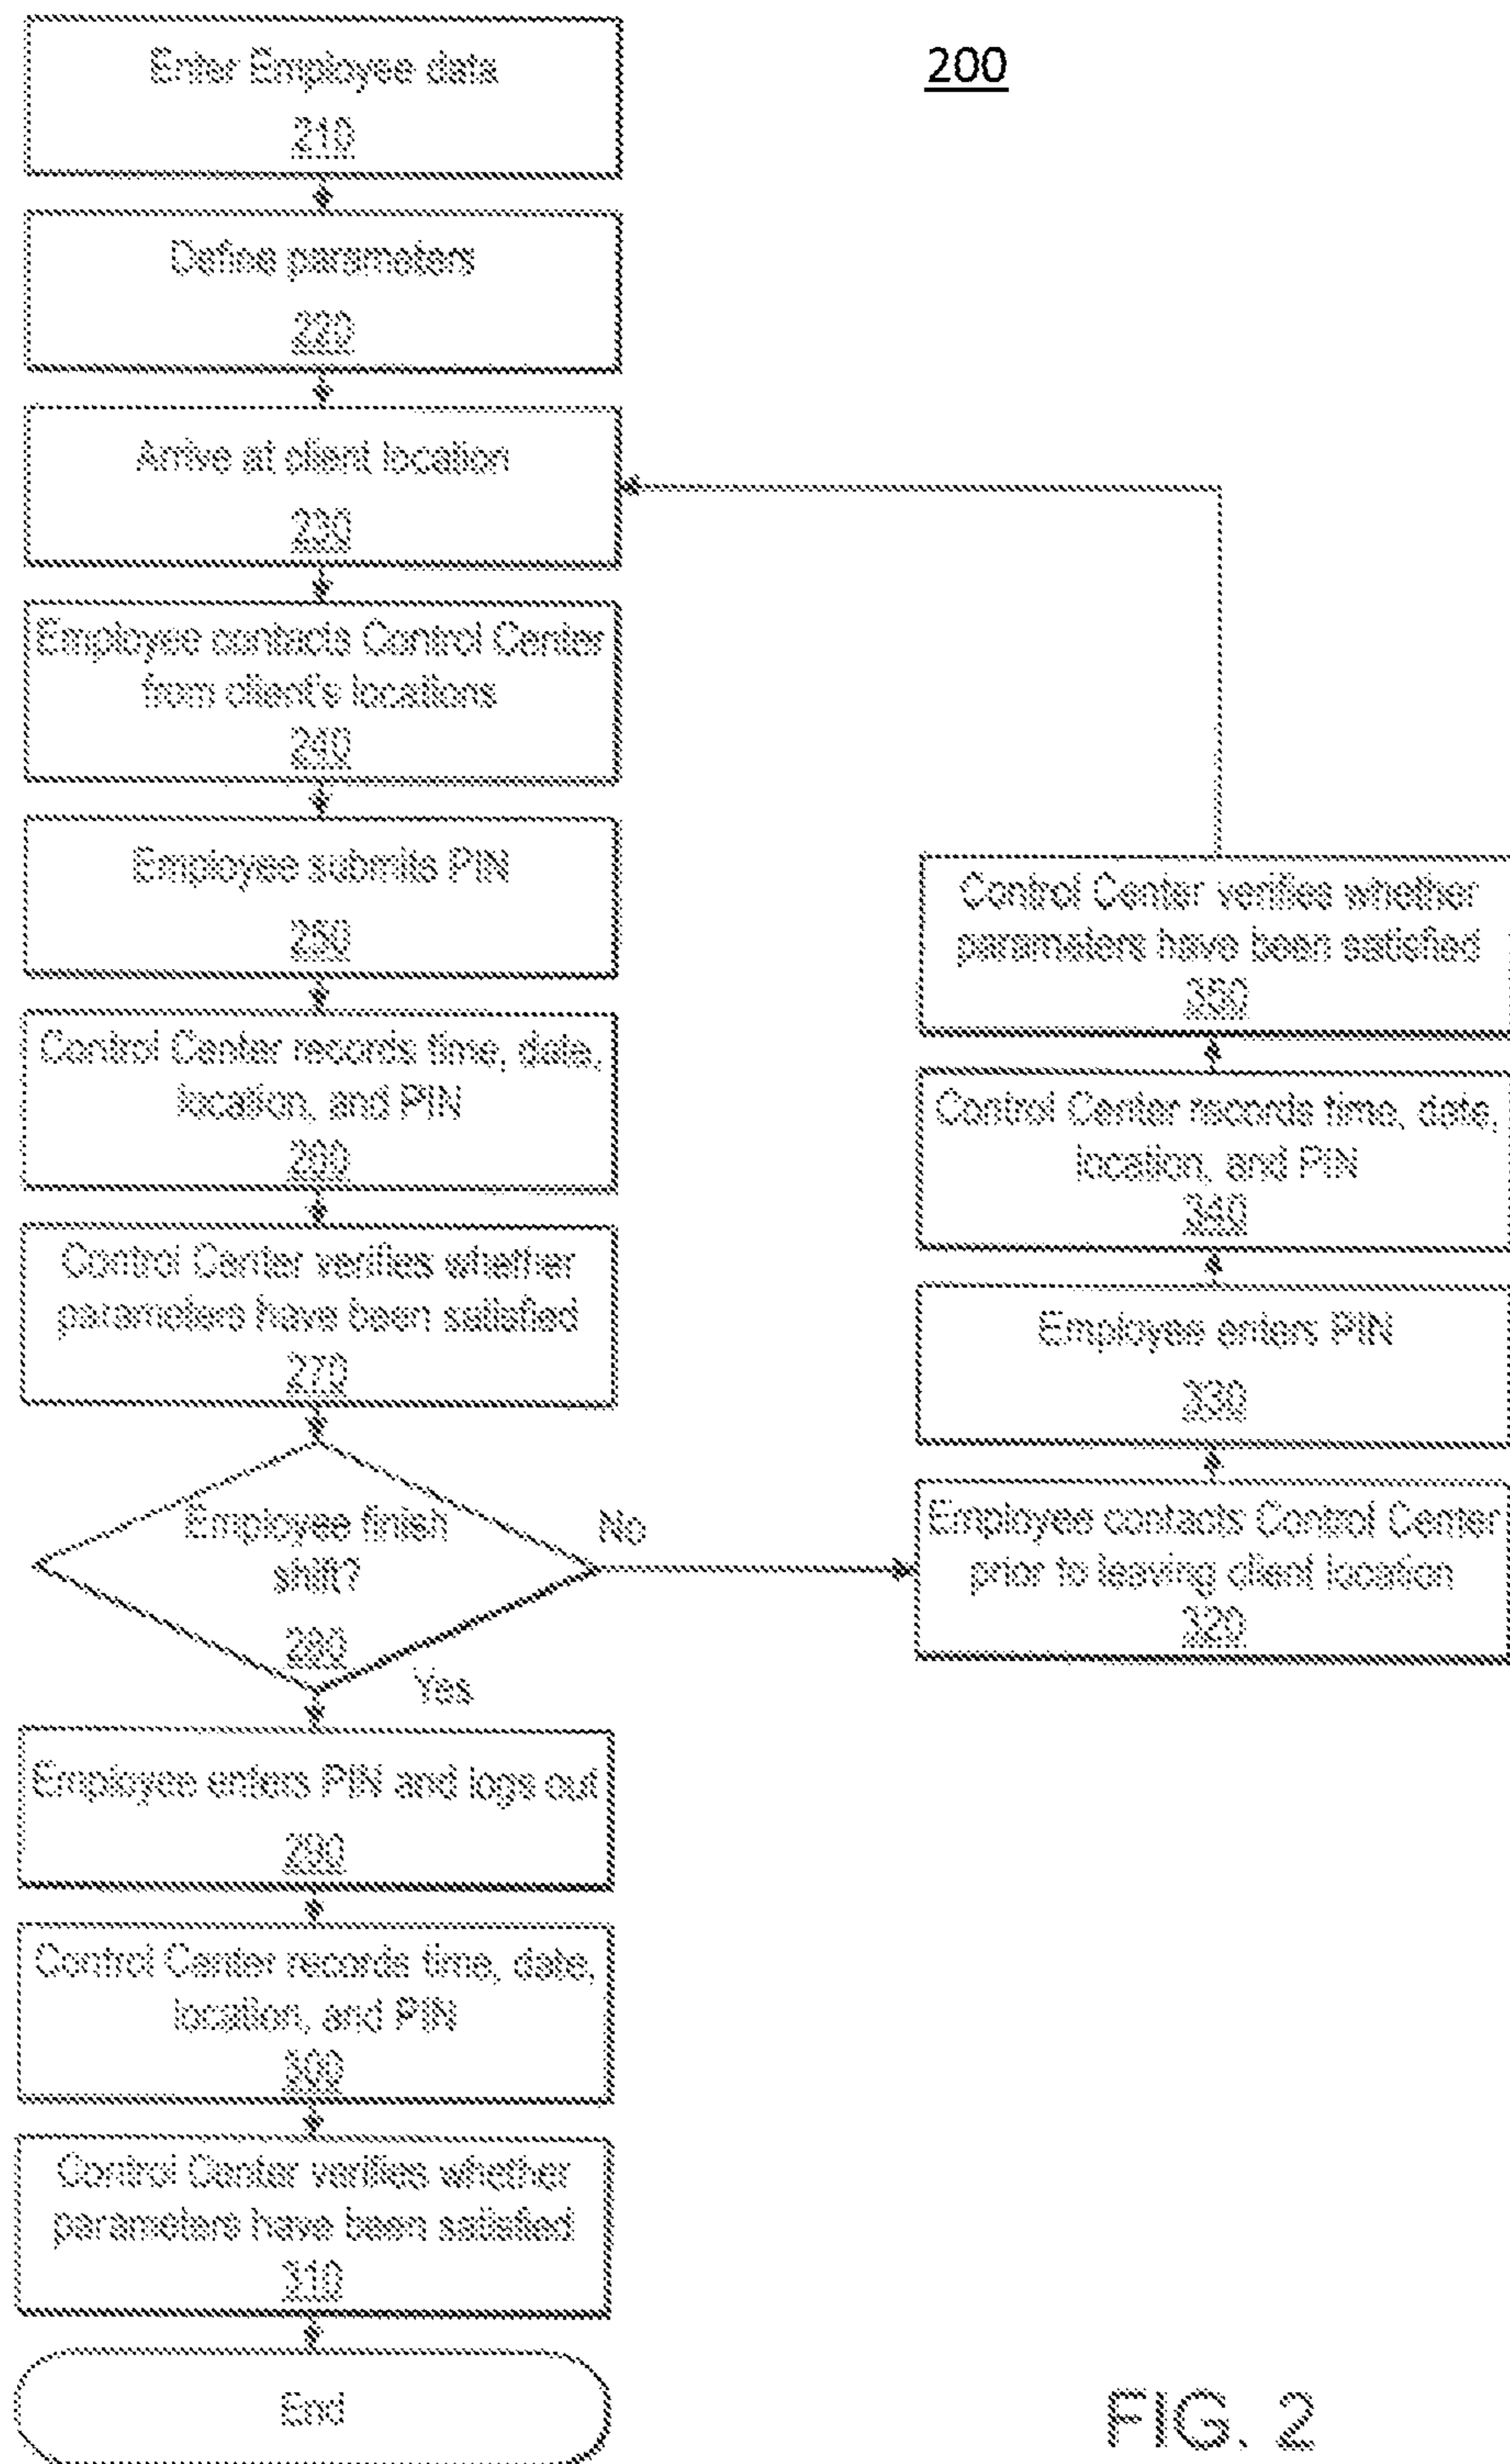 200
Enter Employee data
210
Define parameters
220
Arrive at client location
230
Employee contacts Control Center
from client's locations
240
Employee submits PIN
250
Control Center records time, date,
location, and PIN
260
Control Center verifies whether
parameters have been satisfied
270
Employee finish
shift?
280
No
Yes
Employee enters PIN and logs out
290
Control Center records time, date,
location, and PIN
300
Control Center verifies whether
parameters have been satisfied
310
End
Employee contacts Control Center
prior to leaving client location
320
Employee enters PIN
330
Control Center records time, date,
location, and PIN
340
Control Center verifies whether
parameters have been satisfied
350
FIG. 2